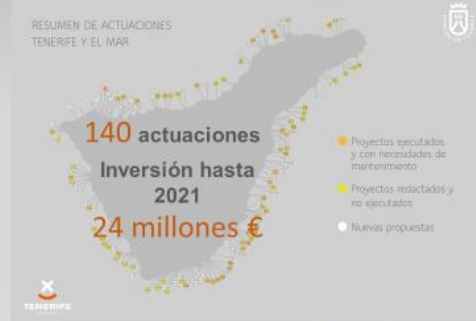 RESUMEN DE ACTUACIONES
TENERIFE Y EL MAR
140 actuaciones
Inversión hasta
2021
24 millones €
Proyectos ejecutados
y con necesidades de
mantenimiento
Proyectos redactados y
no ejecutados
Nuevas propuestas
TENERIFE